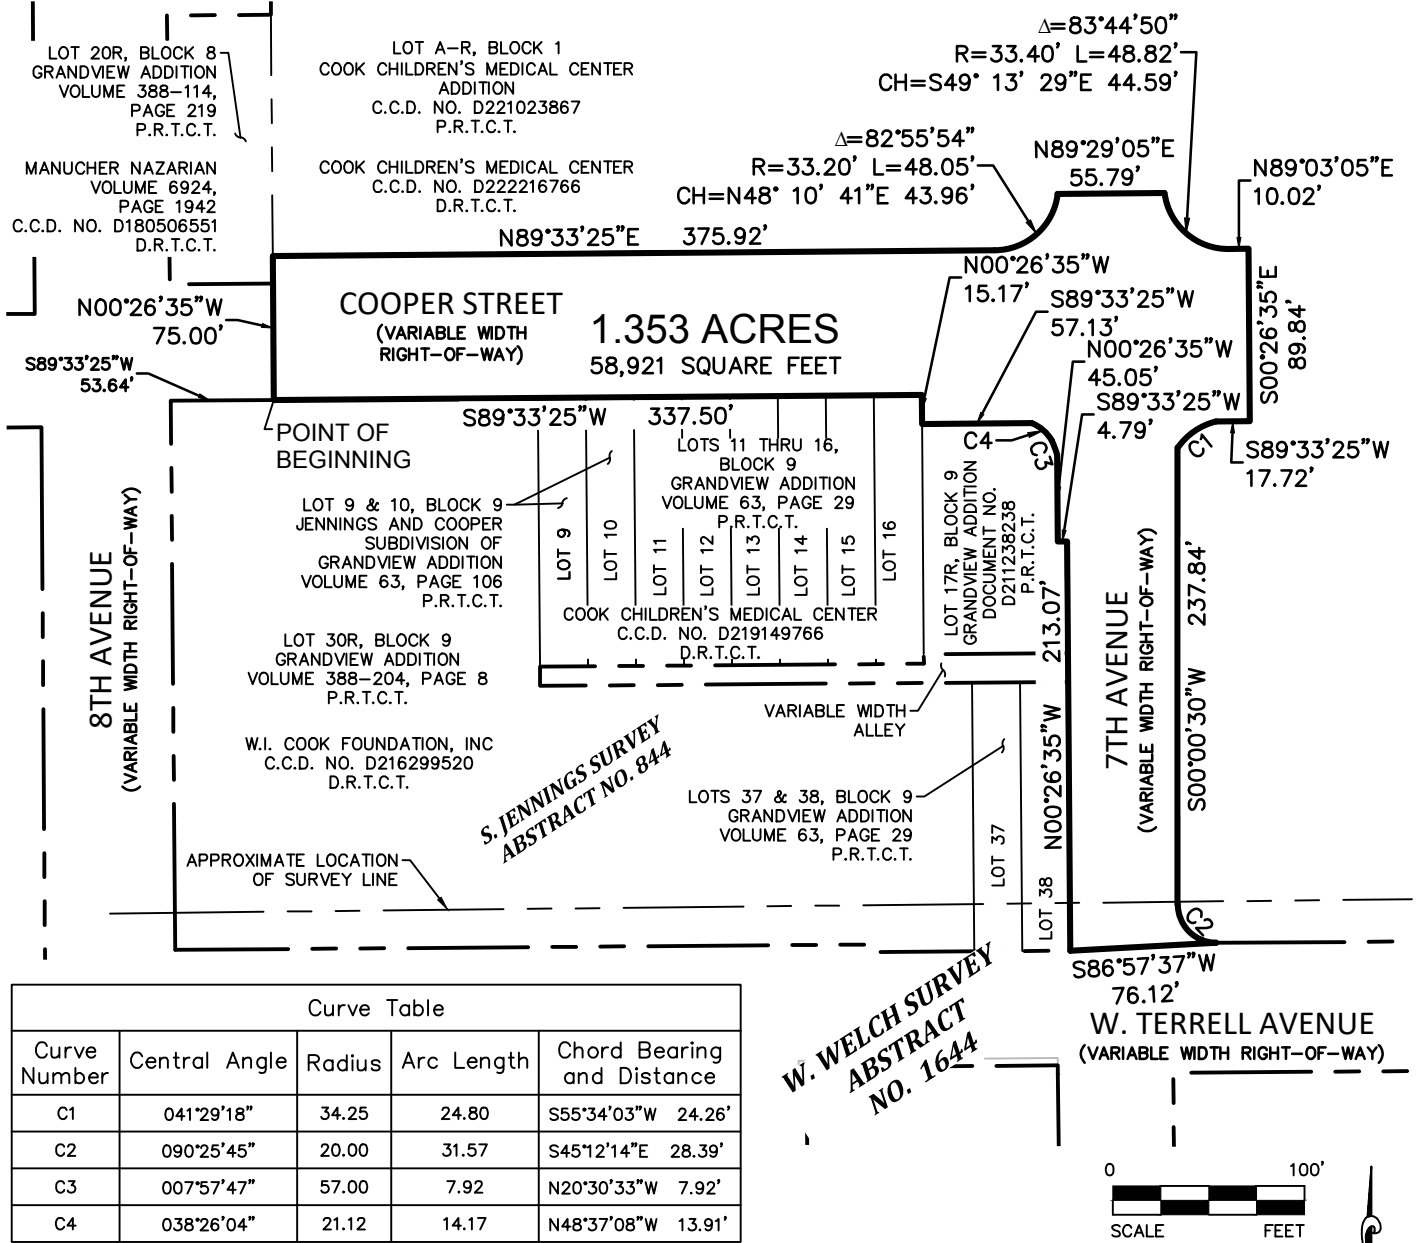 LOT 20R, BLOCK 8
GRANDVIEW ADDITION
VOLUME 388-114,
PAGE 219
P.R.T.C.T.
MANUCHER NAZARIAN
VOLUME 6924,
PAGE 1942
C.C.D. NO. D180506551
D.R.T.C.T.
LOT A-R, BLOCK 1
COOK CHILDREN'S MEDICAL CENTER
ADDITION
C.C.D. NO. D221023867
P.R.T.C.T.
COOK CHILDREN'S MEDICAL CENTER
C.C.D. NO. D222216766
D.R.T.C.T.
Δ=83°44'50"
R=33.40' L=48.82'
CH=S49° 13' 29"E 44.59'
Δ=82°55'54"
R=33.20' L=48.05'
CH=N48° 10' 41"E 43.96'
N89°29'05"E
55.79'
N89°03'05"E
10.02'
N89°33'25"E 375.92'
N00°26'35"W
75.00'
S89°33'25"W
53.64'
COOPER STREET
(VARIABLE WIDTH
RIGHT-OF-WAY)
1.353 ACRES
58,921 SQUARE FEET
N00°26'35"W
15.17'
S89°33'25"W
57.13'
N00°26'35"W
45.05'
S89°33'25"W
4.79'
S00°26'35"E
89.84'
S89°33'25"W
17.72'
C1
C4
C3
S89°33'25"W 337.50'
POINT OF
BEGINNING
LOT 9 & 10, BLOCK 9
JENNINGS AND COOPER
SUBDIVISION OF
GRANDVIEW ADDITION
VOLUME 63, PAGE 106
P.R.T.C.T.
LOTS 11 THRU 16,
BLOCK 9
GRANDVIEW ADDITION
VOLUME 63, PAGE 29
P.R.T.C.T.
LOT 9
LOT 10
LOT 11
LOT 12
LOT 13
LOT 14
LOT 15
LOT 16
COOK CHILDREN'S MEDICAL CENTER
C.C.D. NO. D219149766
D.R.T.C.T.
LOT 17R, BLOCK 9
GRANDVIEW ADDITION
DOCUMENT NO.
D211238238
P.R.T.C.T.
8TH AVENUE
(VARIABLE WIDTH RIGHT-OF-WAY)
LOT 30R, BLOCK 9
GRANDVIEW ADDITION
VOLUME 388-204, PAGE 8
P.R.T.C.T.
W.I. COOK FOUNDATION, INC
C.C.D. NO. D216299520
D.R.T.C.T.
S. JENNINGS SURVEY
ABSTRACT NO. 844
VARIABLE WIDTH
ALLEY
LOTS 37 & 38, BLOCK 9
GRANDVIEW ADDITION
VOLUME 63, PAGE 29
P.R.T.C.T.
LOT 37
LOT 38
N00°26'35"W 213.07'
7TH AVENUE
(VARIABLE WIDTH RIGHT-OF-WAY)
S00°00'30"W 237.84'
C2
APPROXIMATE LOCATION
OF SURVEY LINE
S86°57'37"W
76.12'
W. TERRELL AVENUE
(VARIABLE WIDTH RIGHT-OF-WAY)
W. WELCH SURVEY
ABSTRACT
NO. 1644
Curve Table
Curve Number Central Angle Radius Arc Length Chord Bearing and Distance
C1 041°29'18" 34.25 24.80 S55°34'03"W 24.26'
C2 090°25'45" 20.00 31.57 S45°12'14"E 28.39'
C3 007°57'47" 57.00 7.92 N20°30'33"W 7.92'
C4 038°26'04" 21.12 14.17 N48°37'08"W 13.91'
0 100'
SCALE FEET